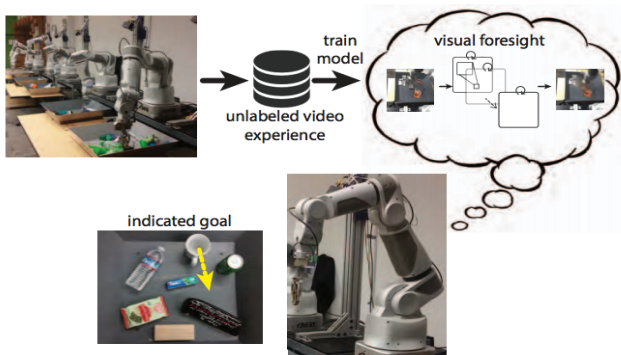 train
model
visual foresight
unlabeled video
experience
indicated goal